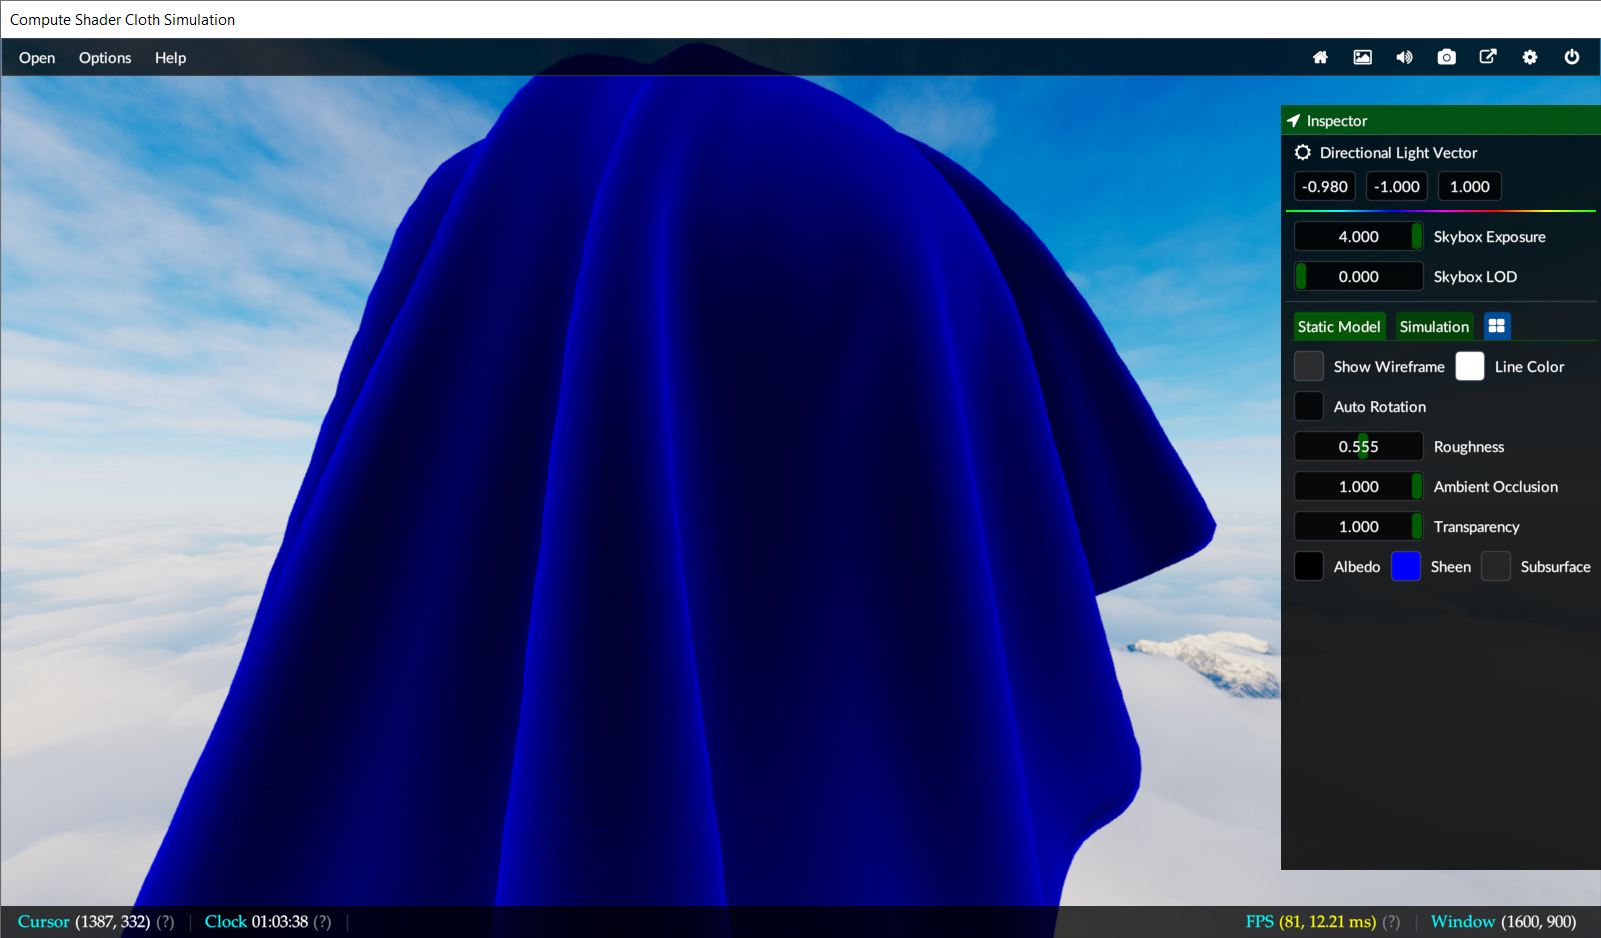 Compute Shader Cloth Simulation
Open Options Help
Inspector
Directional Light Vector
-0.980 -1.000 1.000
4.000 Skybox Exposure
0.000 Skybox LOD
Static Model Simulation
Show Wireframe Line Color
Auto Rotation
0.555 Roughness
1.000 Ambient Occlusion
1.000 Transparency
Albedo Sheen Subsurface
Cursor (1387, 332) (?) | Clock 01:03:38 (?) | FPS (81, 12.21 ms) (?) | Window (1600, 900)